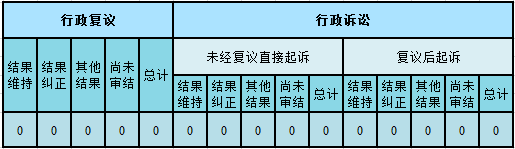 行政复议 行政诉讼
未经复议直接起诉 复议后起诉
结果维持 结果纠正 其他结果 尚未审结 总计 结果维持 结果纠正 其他结果 尚未审结 总计 结果维持 结果纠正 其他结果 尚未审结 总计
0 0 0 0 0 0 0 0 0 0 0 0 0 0 0